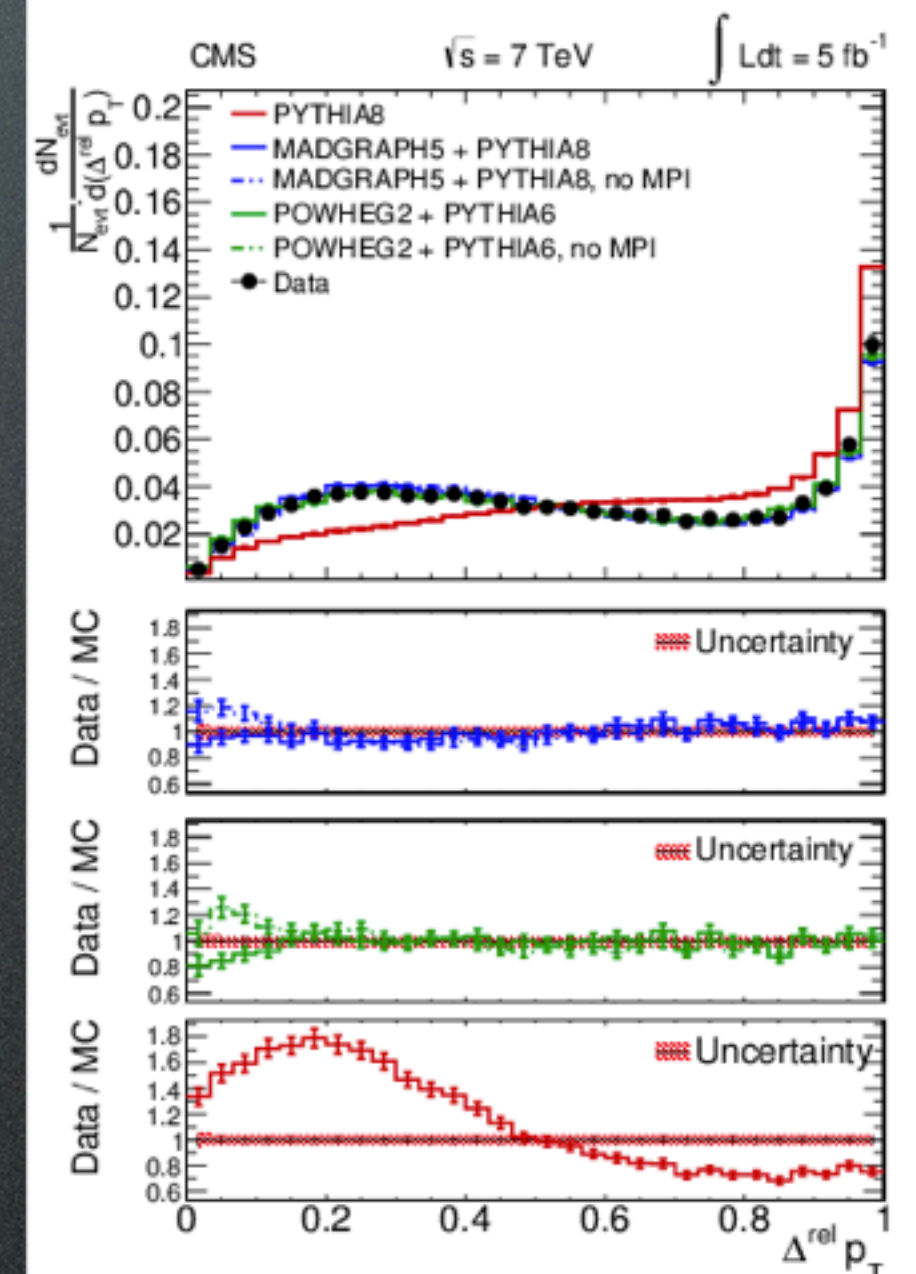 CMS √s = 7 TeV ∫ Ldt = 5 fb⁻¹
1/N_evt · dN_evt/d(Δ^rel p_T)
PYTHIA8
MADGRAPH5 + PYTHIA8
MADGRAPH5 + PYTHIA8, no MPI
POWHEG2 + PYTHIA6
POWHEG2 + PYTHIA6, no MPI
Data
0.2
0.18
0.16
0.14
0.12
0.1
0.08
0.06
0.04
0.02
Data / MC
Uncertainty
1.8
1.6
1.4
1.2
1
0.8
0.6
Data / MC
Uncertainty
1.8
1.6
1.4
1.2
1
0.8
0.6
Data / MC
Uncertainty
1.8
1.6
1.4
1.2
1
0.8
0.6
0 0.2 0.4 0.6 0.8 1
Δ^rel p_T